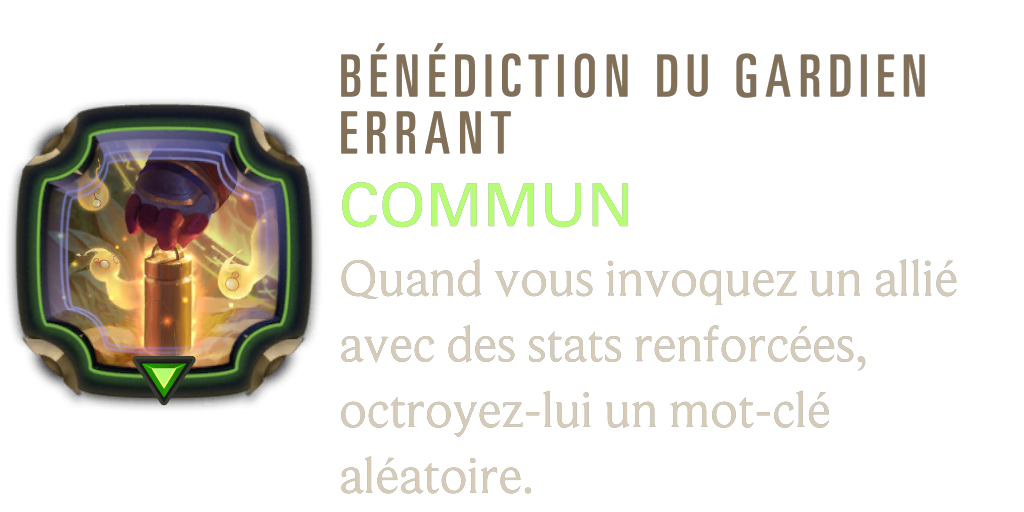 BÉNÉDICTION DU GARDIEN
ERRANT
COMMUN
Quand vous invoquez un allié
avec des stats renforcées,
octroyez-lui un mot-clé
aléatoire.